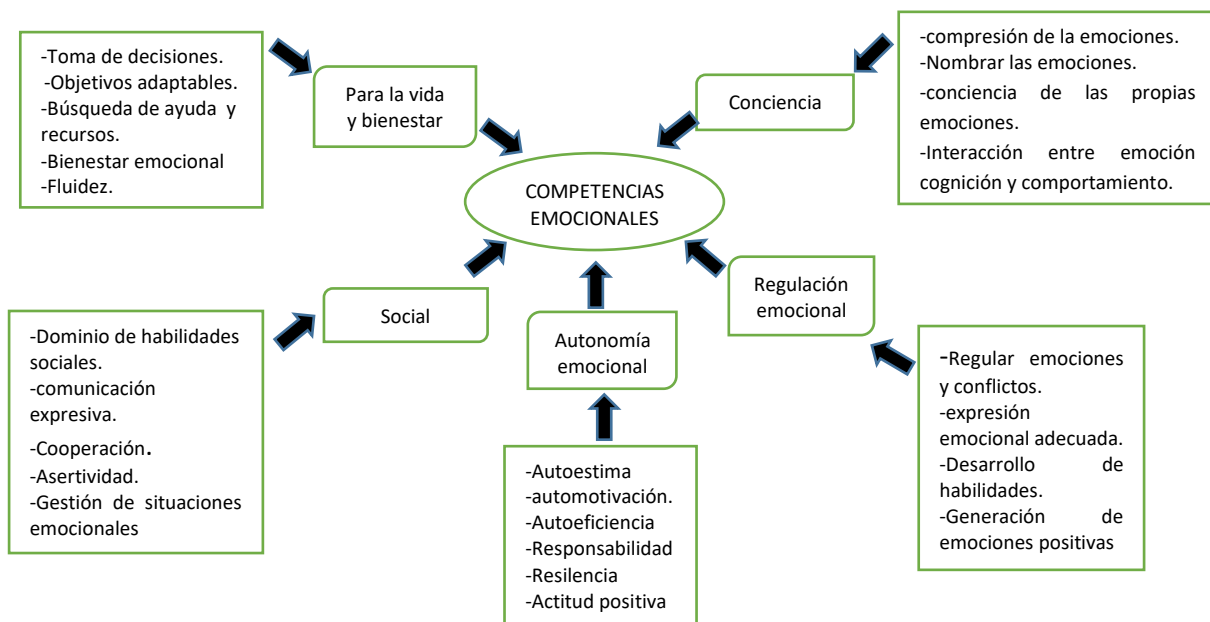 -Toma de decisiones.
-Objetivos adaptables.
-Búsqueda de ayuda y
recursos.
-Bienestar emocional
-Fluidez.
Para la vida
y bienestar
Conciencia
-compresión de la emociones.
-Nombrar las emociones.
-conciencia de las propias
emociones.
-Interacción entre emoción
cognición y comportamiento.
COMPETENCIAS
EMOCIONALES
Social
-Dominio de habilidades
sociales.
-comunicación
expresiva.
-Cooperación.
-Asertividad.
-Gestión de situaciones
emocionales
Autonomía
emocional
-Autoestima
-automotivación.
-Autoeficiencia
-Responsabilidad
-Resilencia
-Actitud positiva
Regulación
emocional
-Regular emociones
y conflictos.
-expresión
emocional adecuada.
-Desarrollo de
habilidades.
-Generación de
emociones positivas